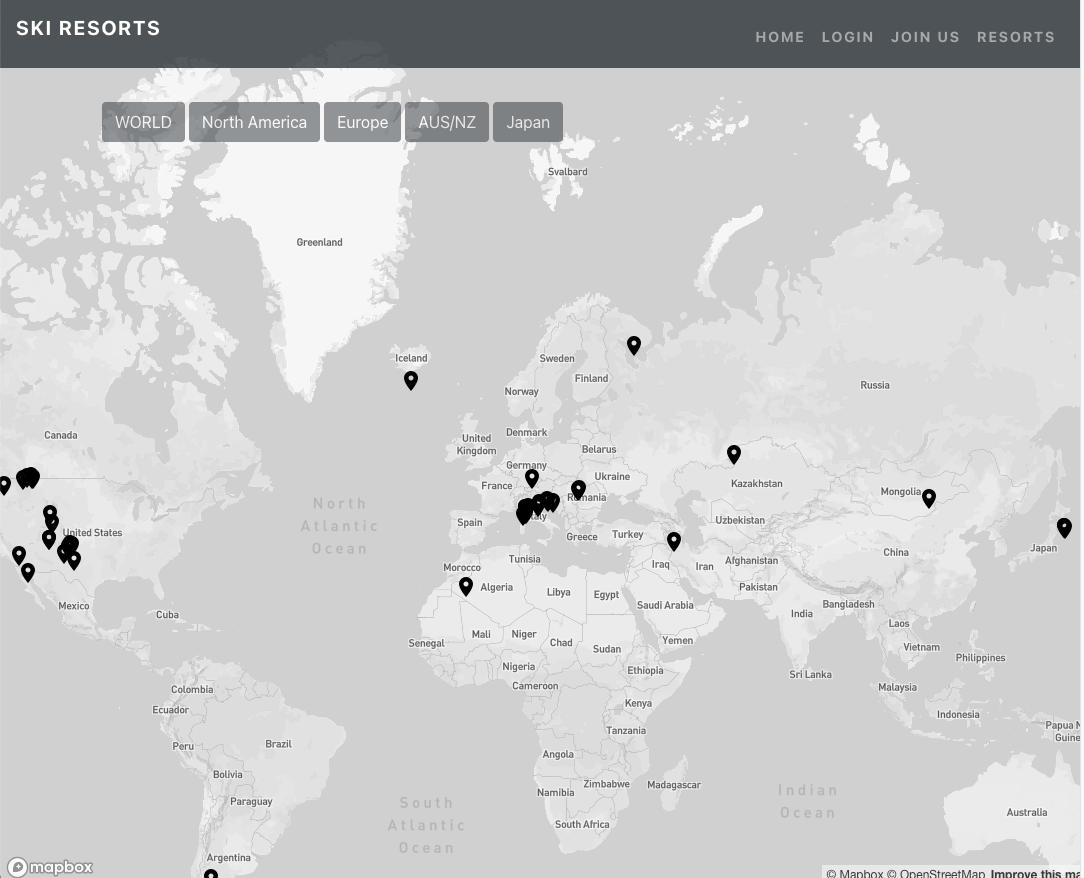 SKI RESORTS
HOME LOGIN JOIN US RESORTS
WORLD North America Europe AUS/NZ Japan
Svalbard
Greenland
Iceland
Sweden
Finland
Norway
Russia
Canada
United
Kingdom
Denmark
Belarus
Germany
Ukraine
France
Kazakhstan
Mongolia
North
Atlantic
Ocean
Spain
Italy
Romania
Uzbekistan
United States
Greece
Turkey
Japan
China
Tunisia
Iraq
Iran
Afghanistan
Morocco
Algeria
Libya
Egypt
Pakistan
Mexico
Cuba
Saudi Arabia
India
Bangladesh
Laos
Senegal
Mali
Niger
Chad
Sudan
Yemen
Vietnam
Philippines
Nigeria
Ethiopia
Sri Lanka
Colombia
Cameroon
Malaysia
Ecuador
Kenya
Indonesia
Peru
Brazil
Tanzania
Papua N
Guine
Angola
Bolivia
Namibia
Zimbabwe
Madagascar
Indian
Ocean
Paraguay
South
Atlantic
Ocean
South Africa
Australia
Argentina
mapbox
© Mapbox © OpenStreetMap Improve this ma